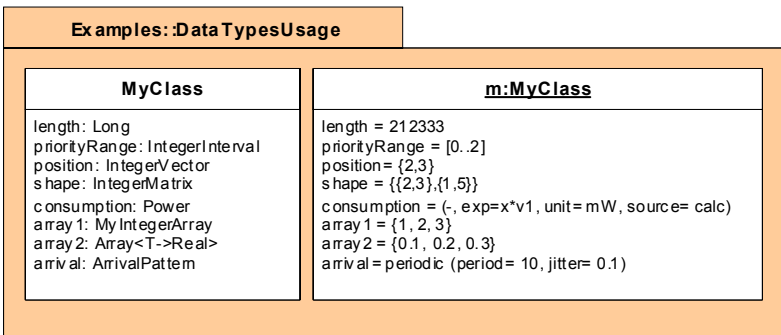 Examples::DataTypesUsage
MyClass
length: Long
priorityRange: IntegerInterval
position: IntegerVector
shape: IntegerMatrix
consumption: Power
array1: MyIntegerArray
array2: Array<T->Real>
arrival: ArrivalPattern
m:MyClass
length = 212333
priorityRange = [0..2]
position= {2,3}
shape = {{2,3},{1,5}}
consumption = (-, exp=x*v1, unit= mW, source= calc)
array1 = {1, 2, 3}
array2 = {0.1, 0.2, 0.3}
arrival= periodic (period= 10, jitter= 0.1)